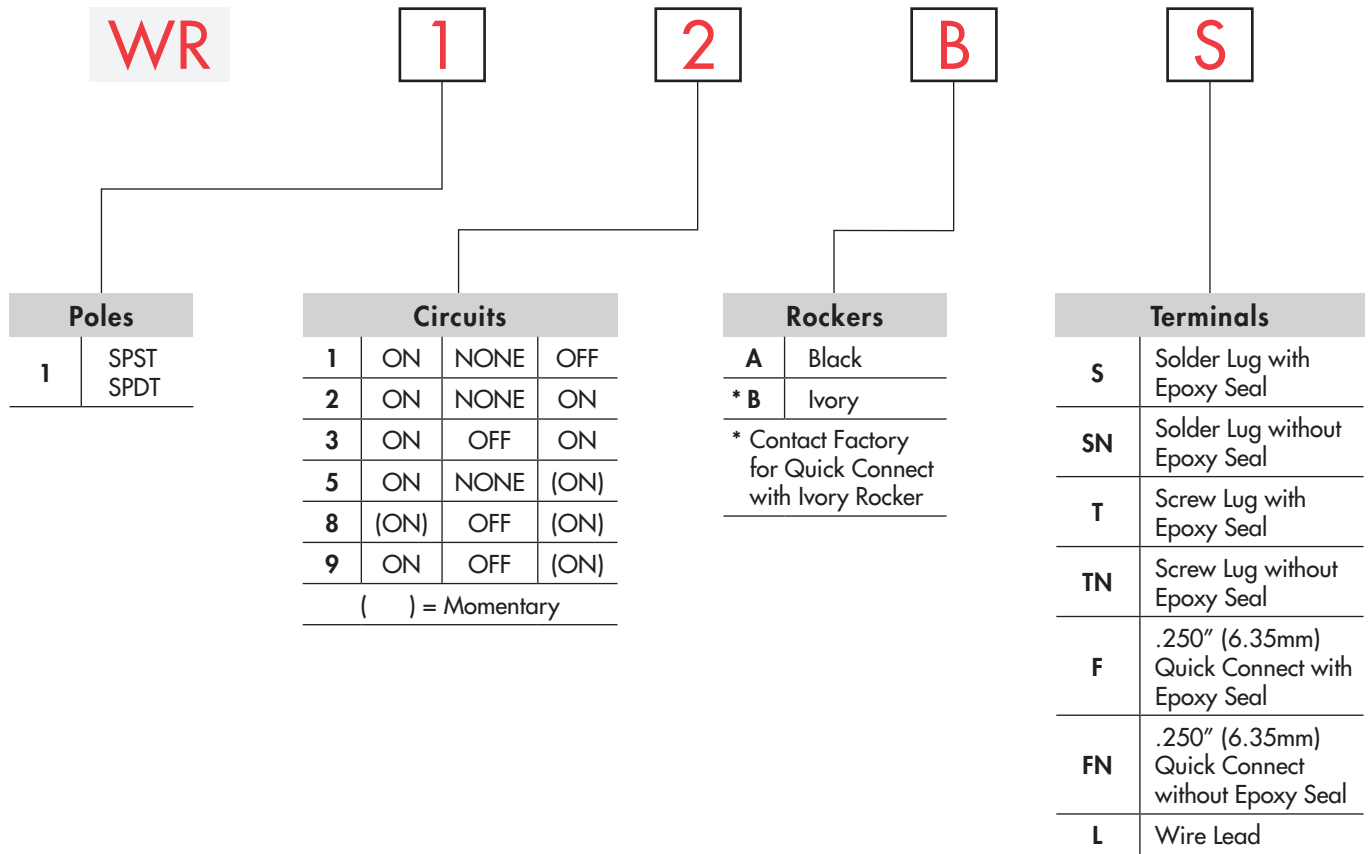 WR 1 2 B S
Poles
1 SPST
SPDT
Circuits
1 ON NONE OFF
2 ON NONE ON
3 ON OFF ON
5 ON NONE (ON)
8 (ON) OFF (ON)
9 ON OFF (ON)
( ) = Momentary
Rockers
A Black
* B Ivory
* Contact Factory
for Quick Connect
with Ivory Rocker
Terminals
S Solder Lug with
Epoxy Seal
SN Solder Lug without
Epoxy Seal
T Screw Lug with
Epoxy Seal
TN Screw Lug without
Epoxy Seal
F .250” (6.35mm)
Quick Connect with
Epoxy Seal
FN .250” (6.35mm)
Quick Connect
without Epoxy Seal
L Wire Lead